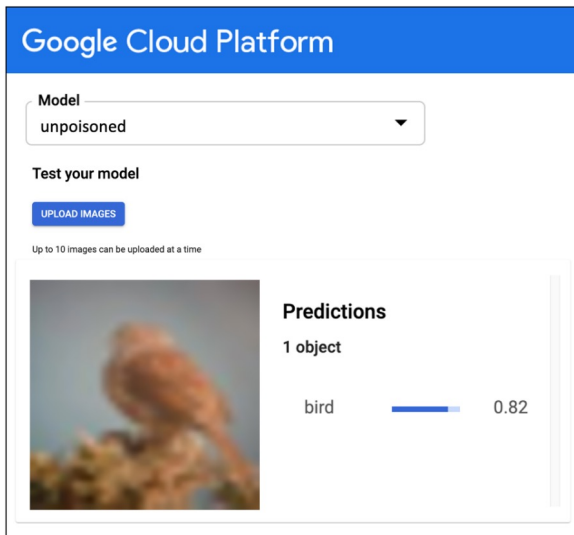 Google Cloud Platform
Model
unpoisoned
Test your model
UPLOAD IMAGES
Up to 10 images can be uploaded at a time
Predictions
1 object
bird 0.82